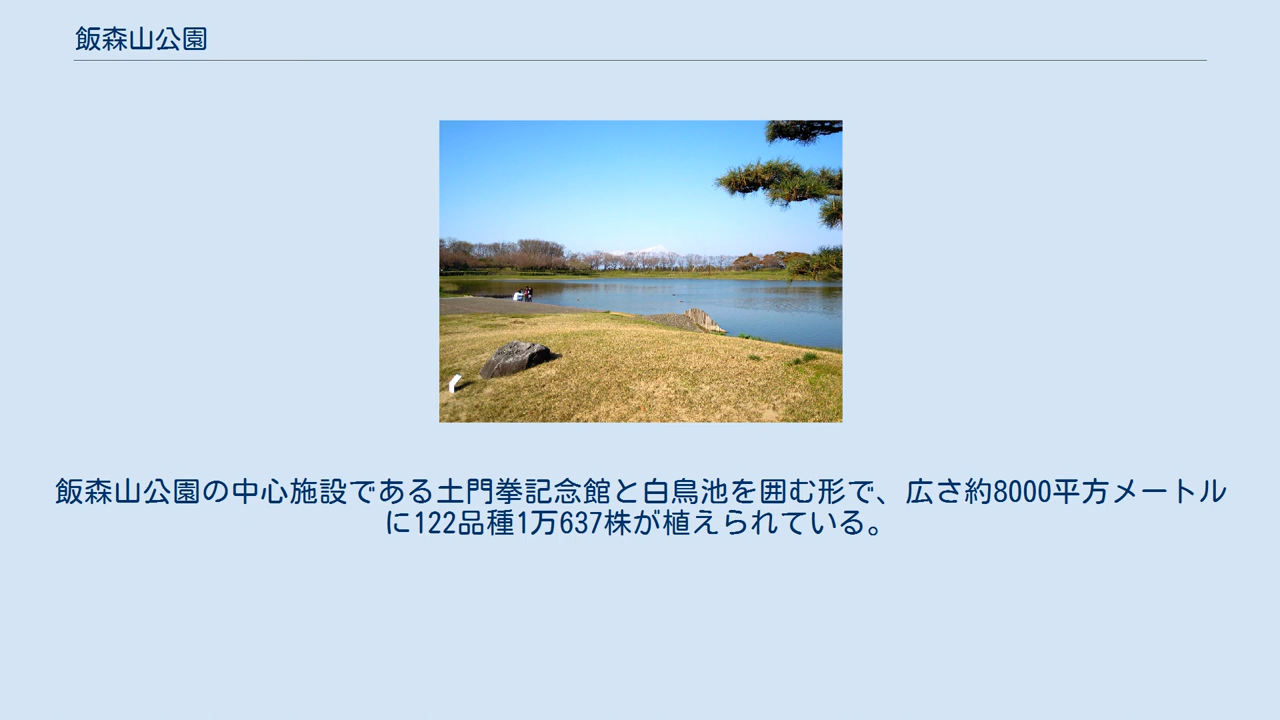 飯森山公園
飯森山公園の中心施設である土門拳記念館と白鳥池を囲む形で、広さ約8000平方メートル
に122品種1万637株が植えられている。